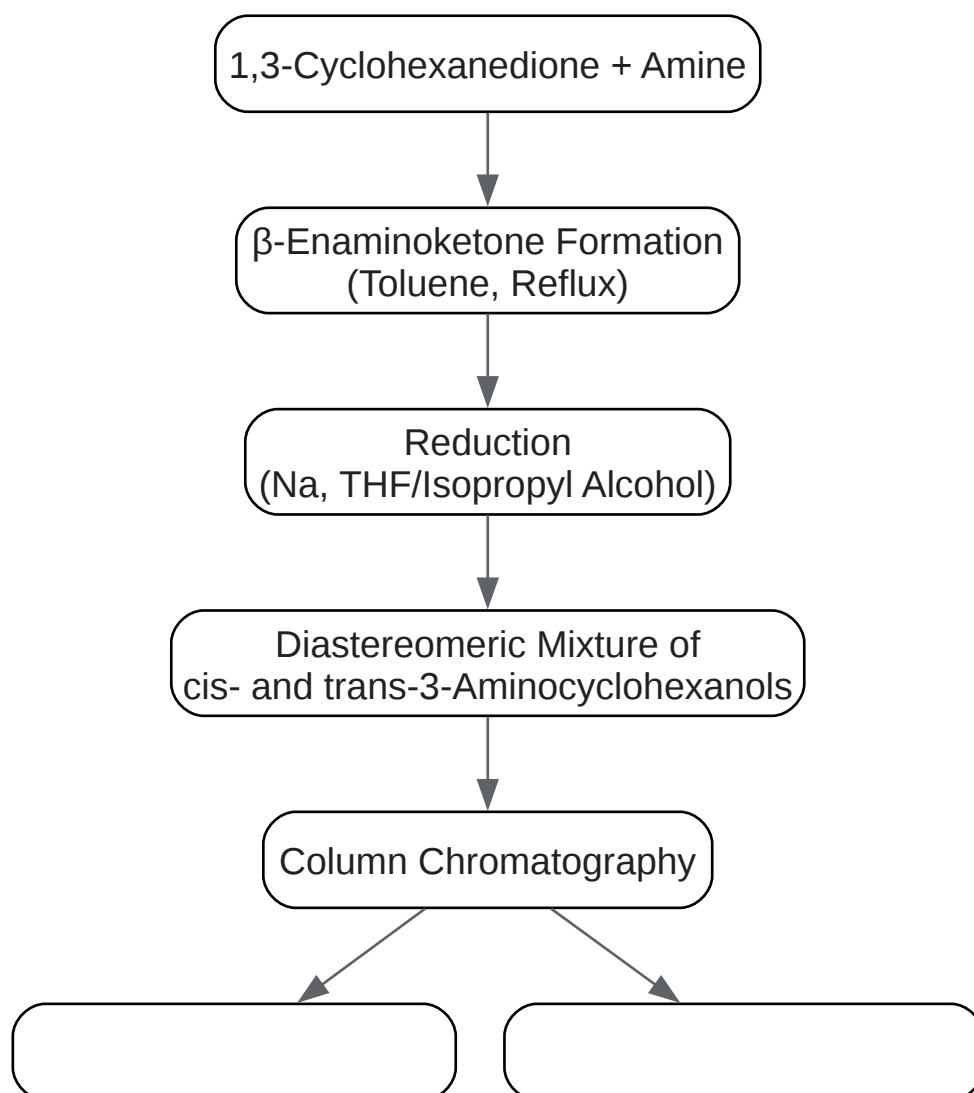 1,3-Cyclohexanedione + Amine
β-Enaminoketone Formation
(Toluene, Reflux)
Reduction
(Na, THF/Isopropyl Alcohol)
Diastereomeric Mixture of
cis- and trans-3-Aminocyclohexanols
Column Chromatography